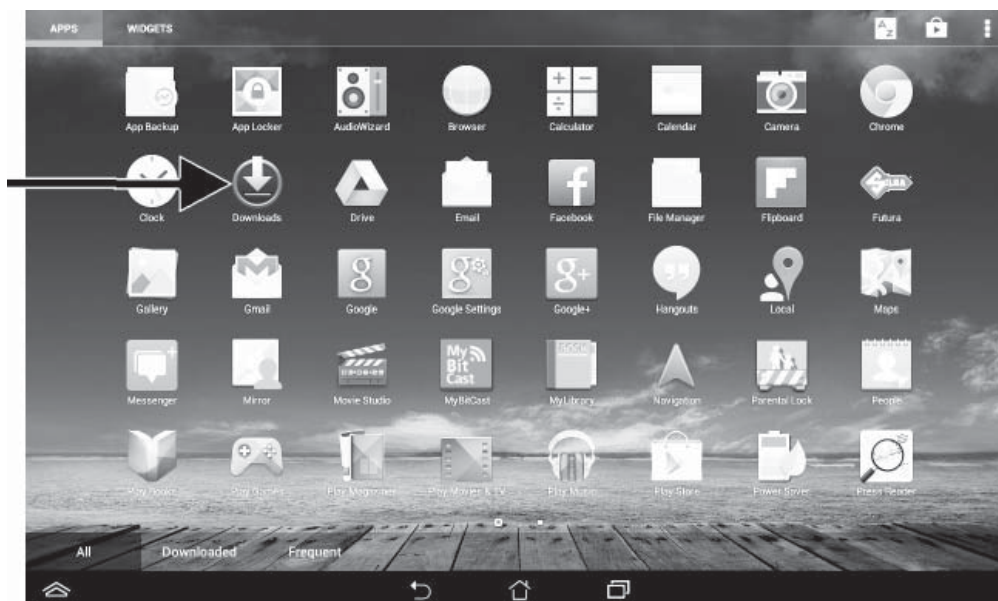 APPS WIDGETS
App Backup App Locker AudioWizard Browser Calculator Calendar Camera Chrome
Clock Downloads Drive Email Facebook File Manager Flipboard Futura
Gallery Gmail Google Google Settings Google+ Hangouts Local Maps
My
Bit
Cast
Messenger Mirror Movie Studio MyBitCast MyLibrary Navigation Parental Lock People
Play Books Play Games Play Magazines Play Movies & TV Play Music Play Store Power Saver Press Reader
All Downloaded Frequent